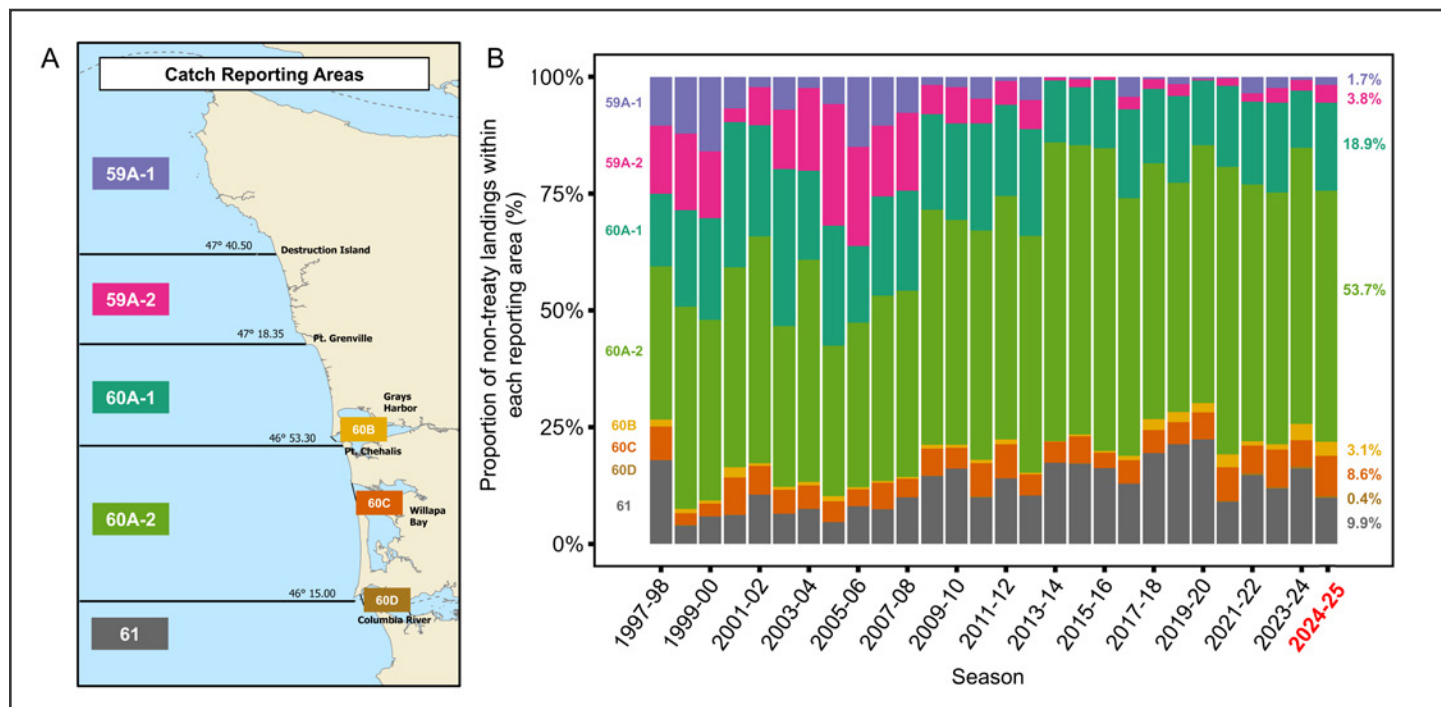 A
Catch Reporting Areas
59A-1
47° 40.50
Destruction Island
59A-2
47° 18.35
Pt. Grenville
60A-1
Grays
Harbor
60B
46° 53.30
Pt. Chehalis
60C
Willapa
Bay
60A-2
46° 15.00
60D
Columbia River
61
B
Proportion of non-treaty landings within
each reporting area (%)
100%
75%
50%
25%
0%
59A-1
59A-2
60A-1
60A-2
60B
60C
60D
61
1.7%
3.8%
18.9%
53.7%
3.1%
8.6%
0.4%
9.9%
1997-98
1999-00
2001-02
2003-04
2005-06
2007-08
2009-10
2011-12
2013-14
2015-16
2017-18
2019-20
2021-22
2023-24
2024-25
Season